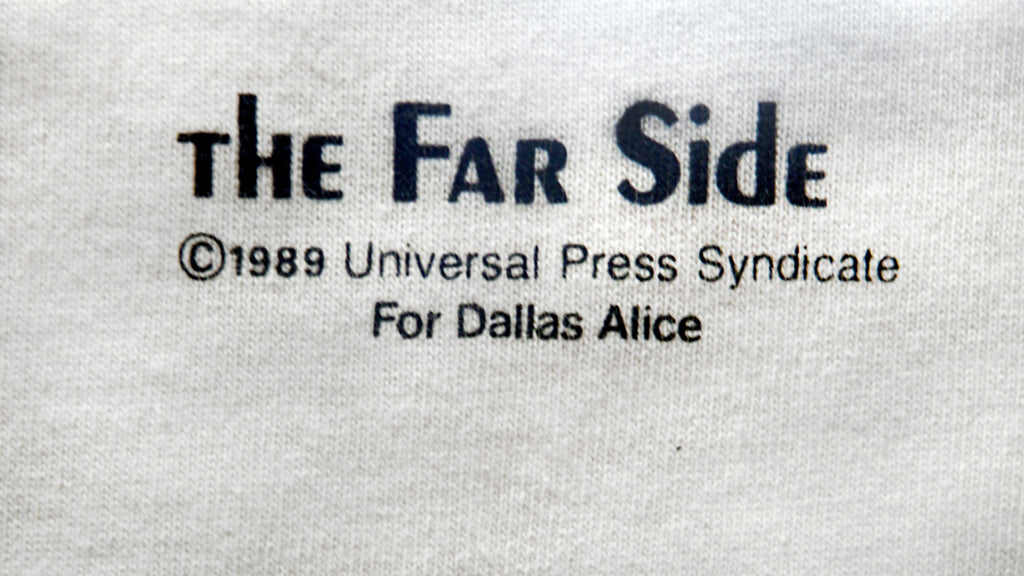 THE FAR Side
©1989 Universal Press Syndicate
For Dallas Alice